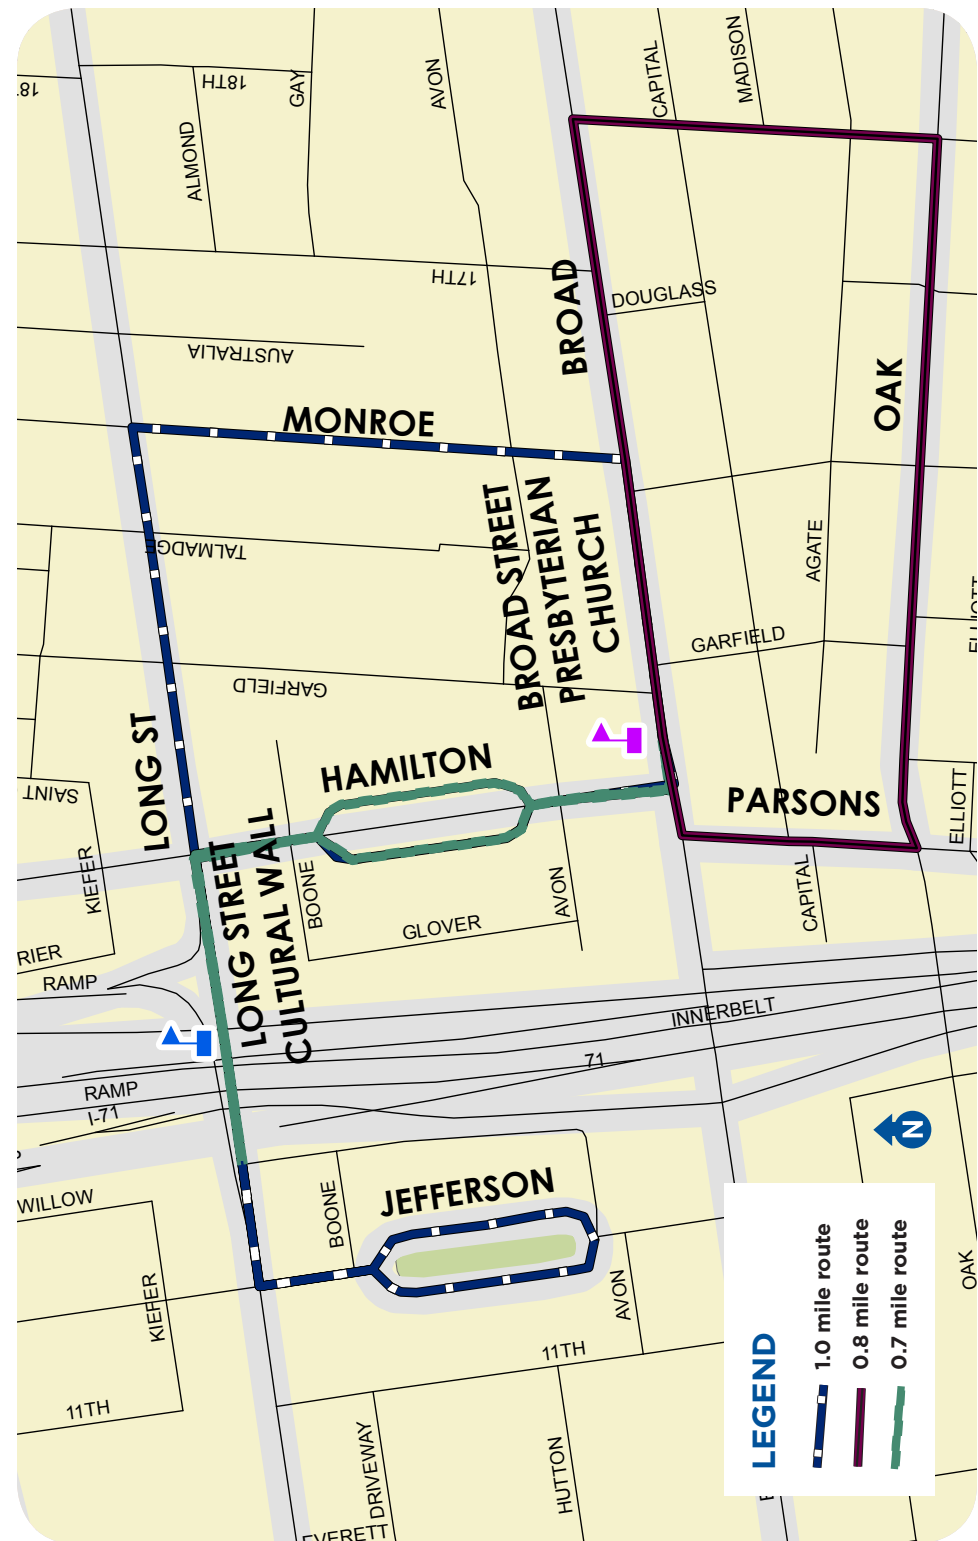 18TH
GAY
ALMOND
AVON
CAPITAL
MADISON
17TH
BROAD
DOUGLASS
AUSTRALIA
OAK
MONROE
TALMADGE
BROAD STREET
PRESBYTERIAN
CHURCH
AGATE
GARFIELD
GARFIELD
LONG ST
HAMILTON
SAINT
KIEFER
PARSONS
ELLIOTT
LONG STREET
CULTURAL WALL
BOONE
AVON
GLOVER
CAPITAL
RIER
RAMP
INNERBELT
71
RAMP
I-71
N
WILLOW
BOONE
JEFFERSON
KIEFER
AVON
OAK
11TH
11TH
DRIVEWAY
HUTTON
EVERETT
LEGEND
1.0 mile route
0.8 mile route
0.7 mile route